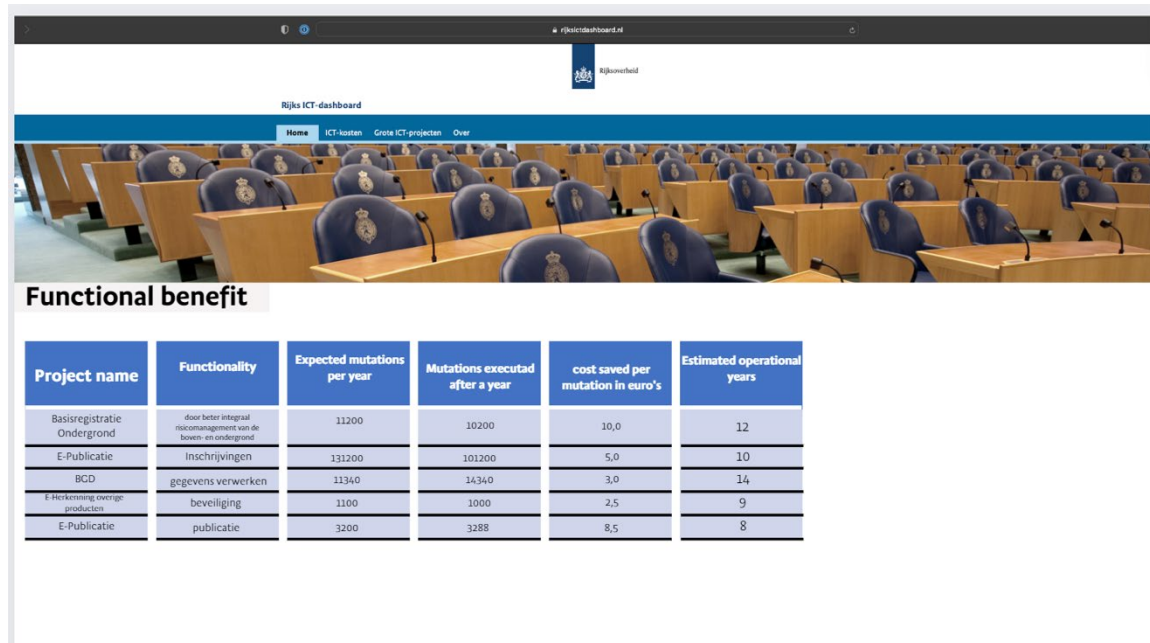 rijksictdashboard.nl
Rijksoverheid
Rijks ICT-dashboard
Home ICT-kosten Grote ICT-projecten Over
Functional benefit
Project name Functionality Expected mutations per year Mutations executad after a year cost saved per mutation in euro's Estimated operational years
Basisregistratie Ondergrond door beter integraal risicomanagement van de boven- en ondergrond 11200 10200 10,0 12
E-Publicatie Inschrijvingen 131200 101200 5,0 10
BGD gegevens verwerken 11340 14340 3,0 14
E-Herkenning overige producten beveiliging 1100 1000 2,5 9
E-Publicatie publicatie 3200 3288 8,5 8